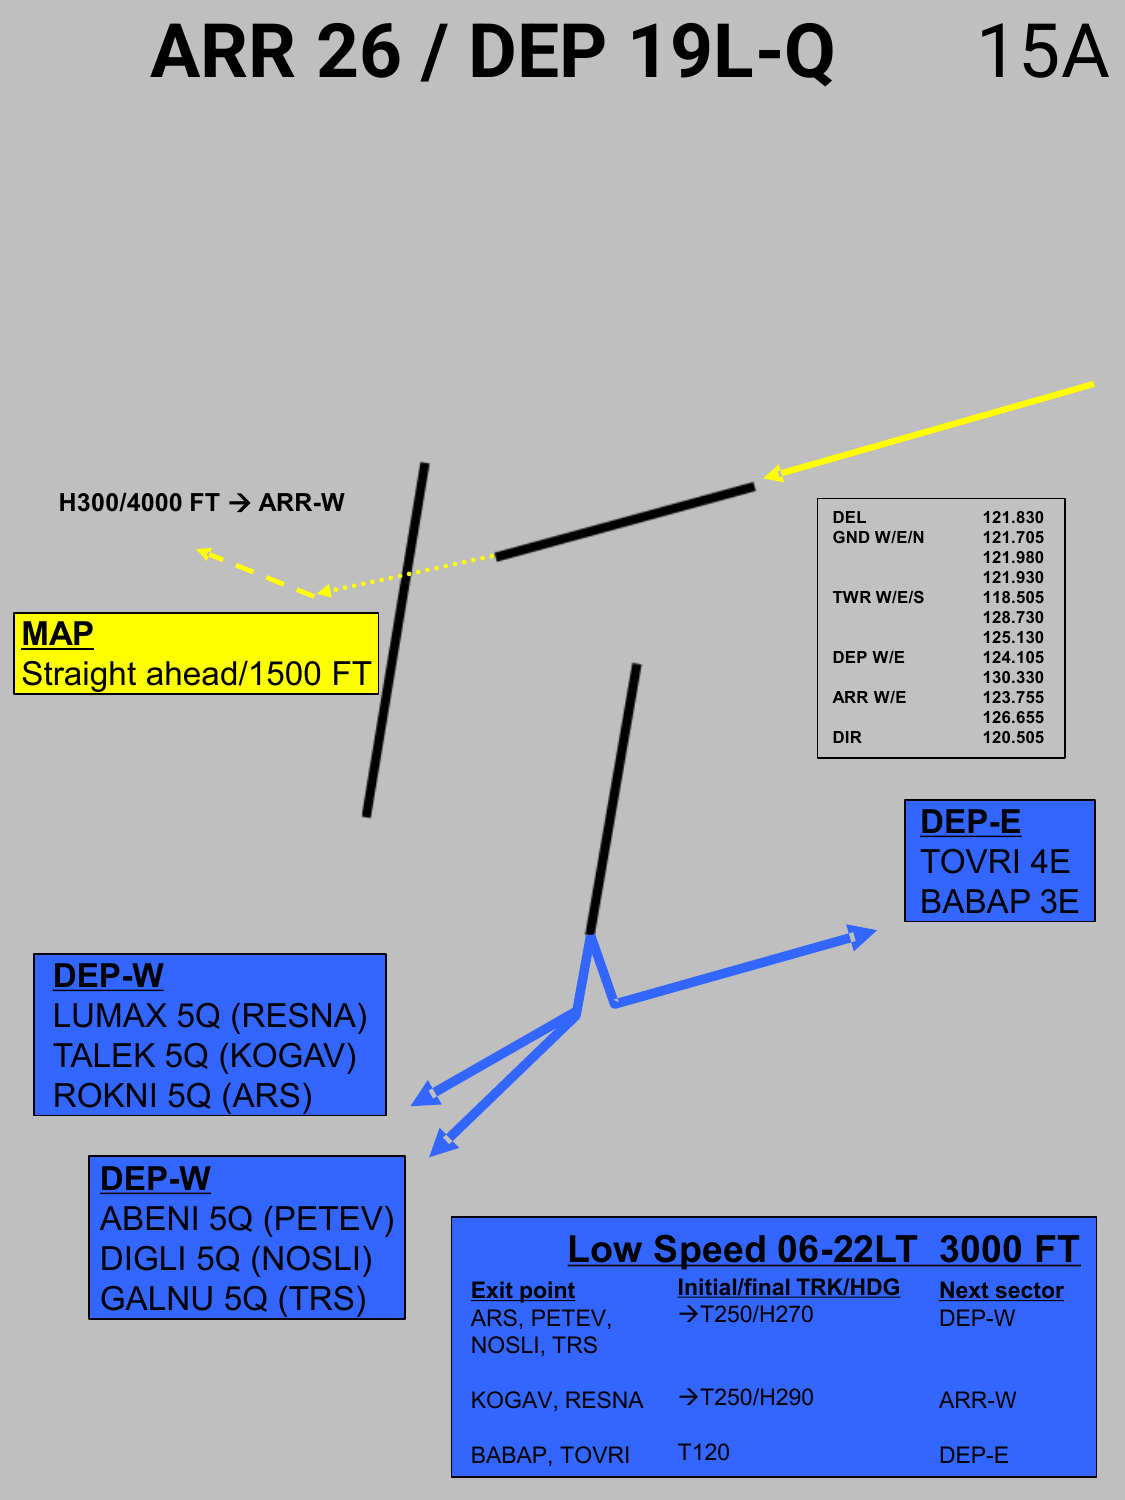 ARR 26 / DEP 19L-Q
15A
H300/4000 FT → ARR-W
MAP
Straight ahead/1500 FT
DEL 121.830
GND W/E/N 121.705
121.980
121.930
TWR W/E/S 118.505
128.730
125.130
DEP W/E 124.105
130.330
ARR W/E 123.755
126.655
DIR 120.505
DEP-E
TOVRI 4E
BABAP 3E
DEP-W
LUMAX 5Q (RESNA)
TALEK 5Q (KOGAV)
ROKNI 5Q (ARS)
DEP-W
ABENI 5Q (PETEV)
DIGLI 5Q (NOSLI)
GALNU 5Q (TRS)
Low Speed 06-22LT 3000 FT
Exit point Initial/final TRK/HDG Next sector
ARS, PETEV, →T250/H270 DEP-W
NOSLI, TRS
KOGAV, RESNA →T250/H290 ARR-W
BABAP, TOVRI T120 DEP-E